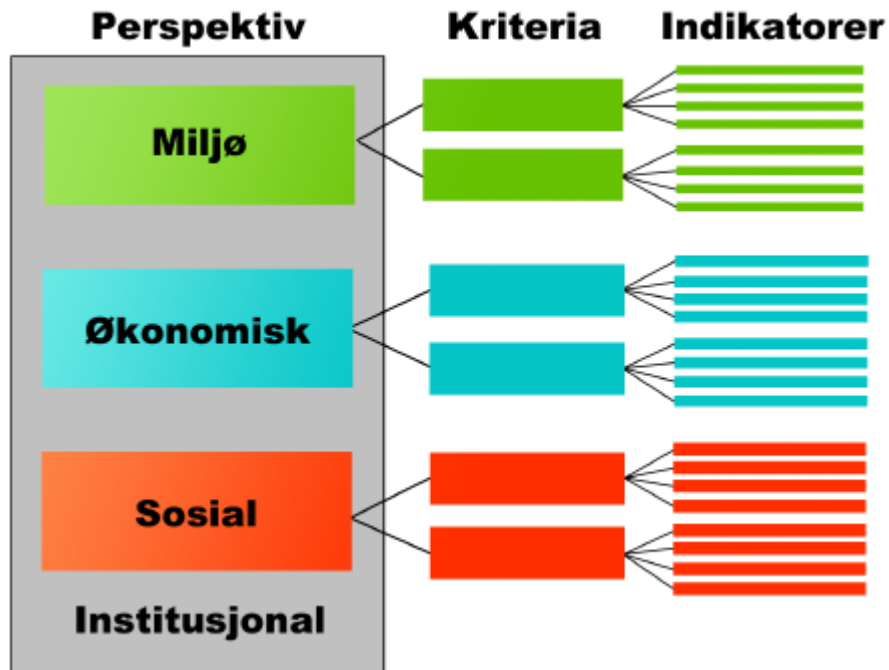 Perspektiv Kriteria Indikatorer
Miljø
Økonomisk
Sosial
Institusjonal